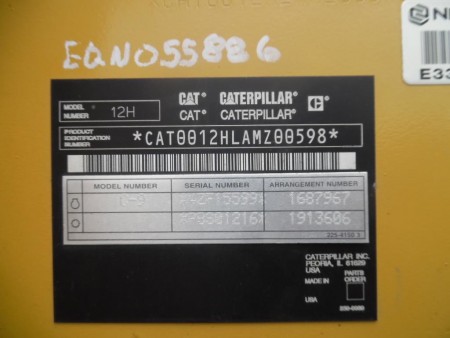 EQN055886
E33
MODEL NUMBER 12H
CAT CATERPILLAR C
CAT® CATERPILLAR®
PRODUCT IDENTIFICATION NUMBER *CAT0012HLAMZ00598*
MODEL NUMBER SERIAL NUMBER ARRANGEMENT NUMBER
1687967
1913606
CATERPILLAR INC.
PEORIA, IL 61629
USA
MADE IN
PARTS ONLY
USA